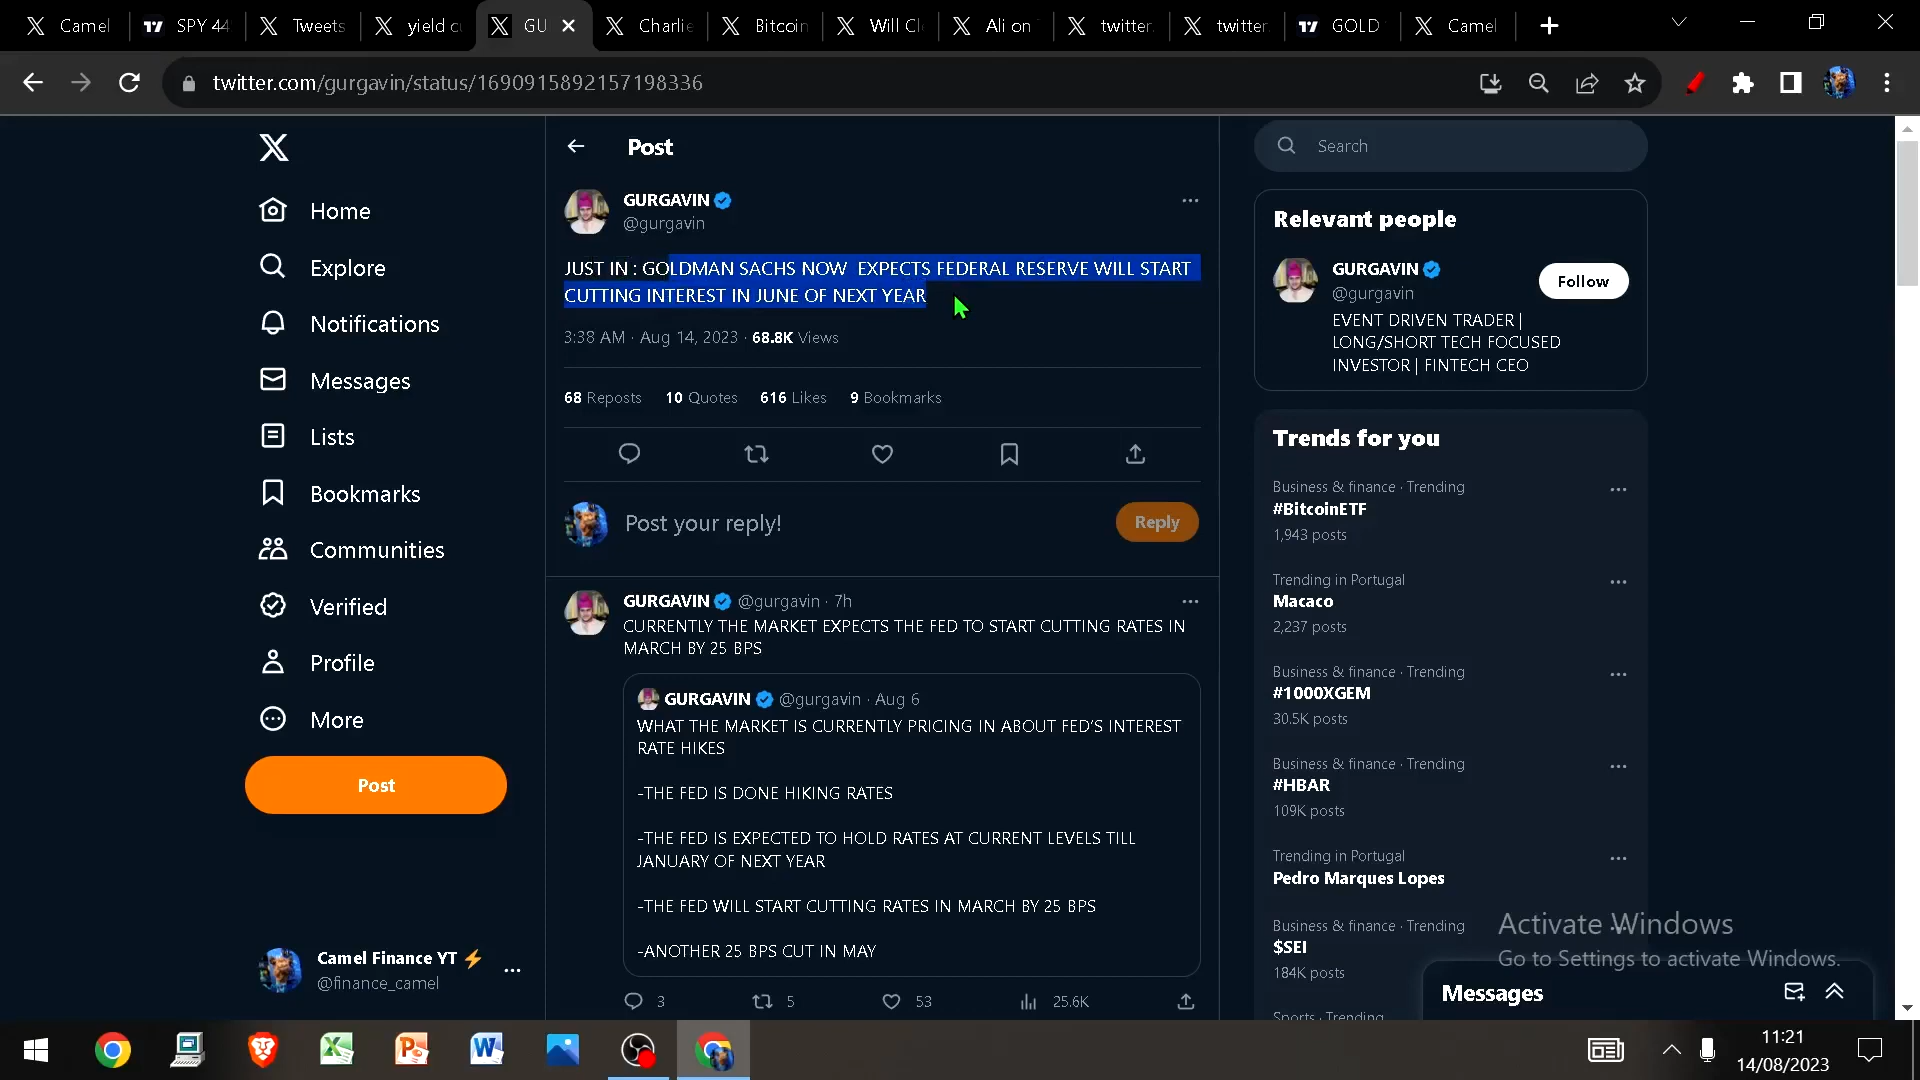 Camel
SPY 44
Tweets
yield cu
GU
Charlie
Bitcoin
Will Cl
Ali on
twitter.
twitter.
GOLD
Camel
twitter.com/gurgavin/status/1690915892157198336
Post
Search
Home
Explore
Notifications
Messages
Lists
Bookmarks
Communities
Verified
Profile
More
Post
Camel Finance YT ⚡
@finance_camel
GURGAVIN
@gurgavin
JUST IN : GOLDMAN SACHS NOW EXPECTS FEDERAL RESERVE WILL START
CUTTING INTEREST IN JUNE OF NEXT YEAR
3:38 AM · Aug 14, 2023 · 68.8K Views
68 Reposts 10 Quotes 616 Likes 9 Bookmarks
Post your reply!
Reply
GURGAVIN @gurgavin · 7h
CURRENTLY THE MARKET EXPECTS THE FED TO START CUTTING RATES IN
MARCH BY 25 BPS
GURGAVIN @gurgavin · Aug 6
WHAT THE MARKET IS CURRENTLY PRICING IN ABOUT FED'S INTEREST
RATE HIKES
-THE FED IS DONE HIKING RATES
-THE FED IS EXPECTED TO HOLD RATES AT CURRENT LEVELS TILL
JANUARY OF NEXT YEAR
-THE FED WILL START CUTTING RATES IN MARCH BY 25 BPS
-ANOTHER 25 BPS CUT IN MAY
3 5 53 25.6K
Relevant people
GURGAVIN
@gurgavin
Follow
EVENT DRIVEN TRADER |
LONG/SHORT TECH FOCUSED
INVESTOR | FINTECH CEO
Trends for you
Business & finance · Trending
#BitcoinETF
1,943 posts
Trending in Portugal
Macaco
2,237 posts
Business & finance · Trending
#1000XGEM
30.5K posts
Business & finance · Trending
#HBAR
109K posts
Trending in Portugal
Pedro Marques Lopes
Business & finance · Trending
$SEI
184K posts
Sports · Trending
Activate Windows
Go to Settings to activate Windows.
Messages
11:21
14/08/2023